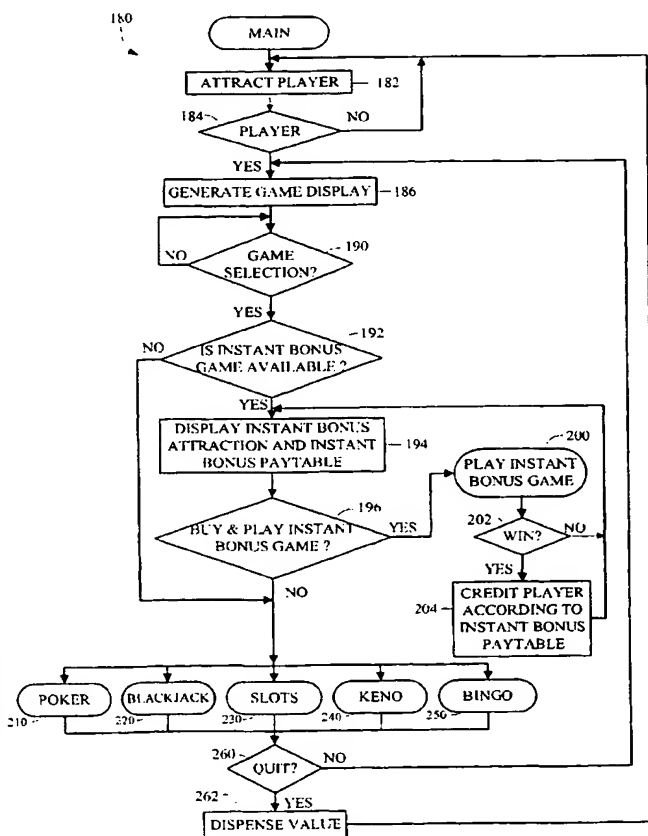 180
MAIN
ATTRACT PLAYER
182
184
PLAYER
NO
YES
GENERATE GAME DISPLAY
186
190
NO
GAME
SELECTION?
YES
192
NO
IS INSTANT BONUS
GAME AVAILABLE ?
YES
DISPLAY INSTANT BONUS
ATTRACTION AND INSTANT
BONUS PAYTABLE
194
200
PLAY INSTANT
BONUS GAME
196
BUY & PLAY INSTANT
BONUS GAME ?
YES
202
WIN?
NO
YES
NO
204
CREDIT PLAYER
ACCORDING TO
INSTANT BONUS
PAYTABLE
POKER
BLACKJACK
SLOTS
KENO
BINGO
210
220
230
240
250
260
QUIT?
NO
262
YES
DISPENSE VALUE